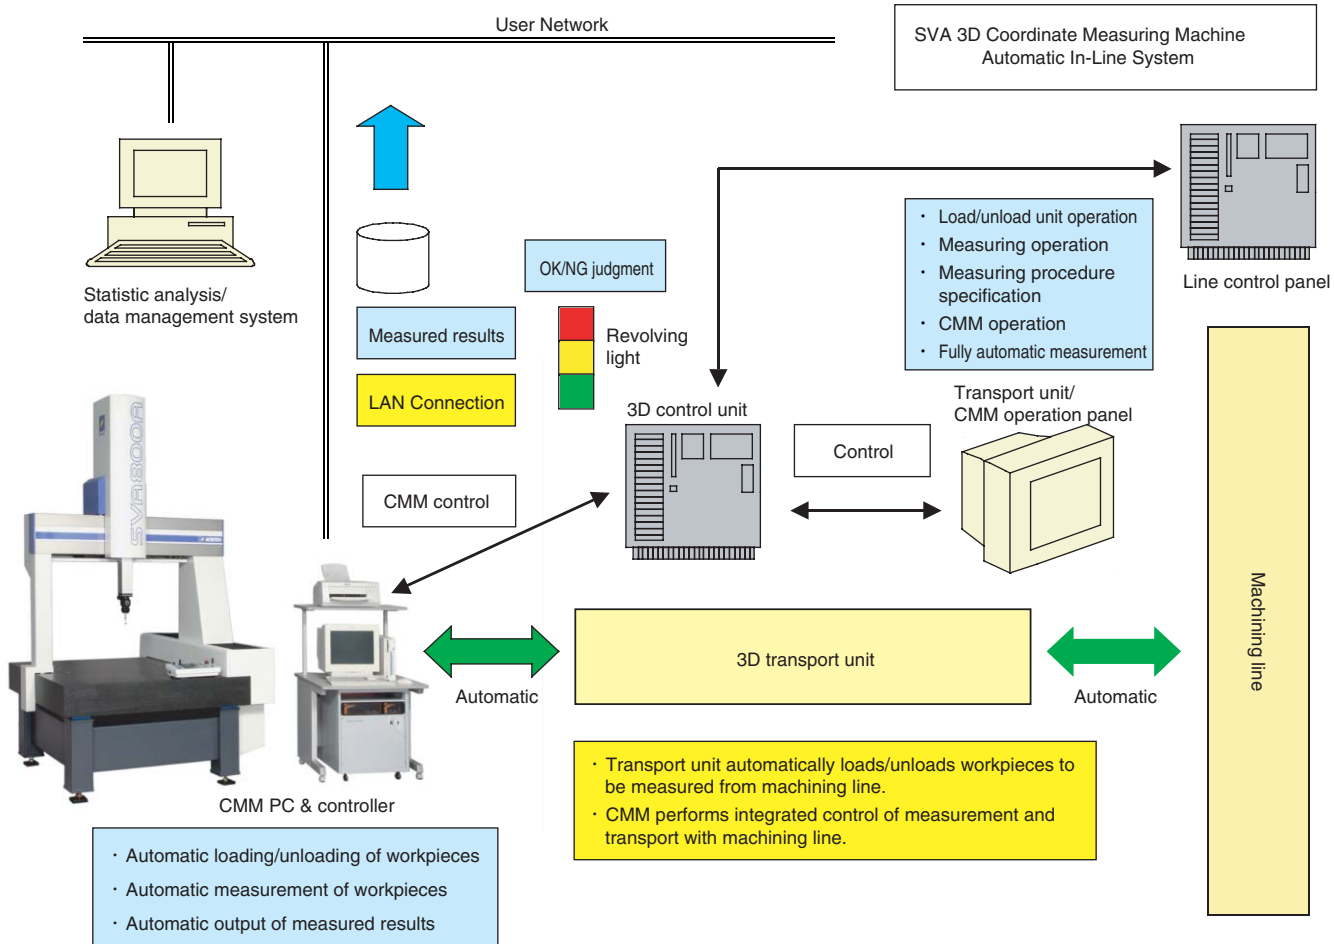 User Network
SVA 3D Coordinate Measuring Machine
Automatic In-Line System
Statistic analysis/
data management system
OK/NG judgment
Measured results
Revolving
light
LAN Connection
CMM control
3D control unit
Control
・ Load/unload unit operation
・ Measuring operation
・ Measuring procedure
specification
・ CMM operation
・ Fully automatic measurement
Line control panel
Transport unit/
CMM operation panel
SVA800A
Automatic
3D transport unit
Automatic
Machining line
・ Transport unit automatically loads/unloads workpieces to
be measured from machining line.
・ CMM performs integrated control of measurement and
transport with machining line.
CMM PC & controller
・ Automatic loading/unloading of workpieces
・ Automatic measurement of workpieces
・ Automatic output of measured results